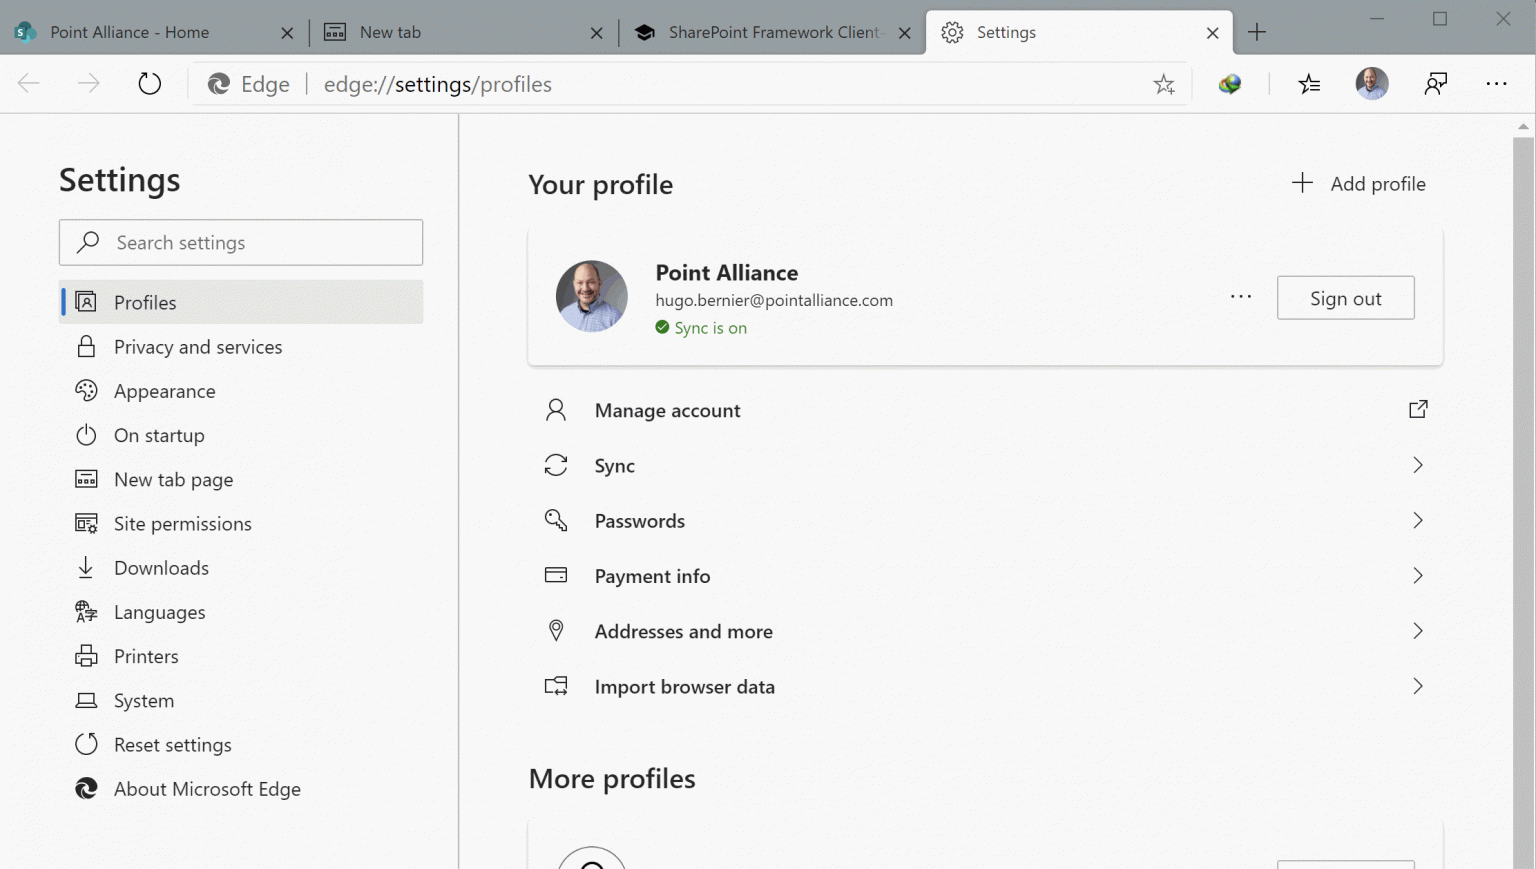 Point Alliance - Home
New tab
SharePoint Framework Client-
Settings
Edge
edge://settings/profiles
Settings
Search settings
Profiles
Privacy and services
Appearance
On startup
New tab page
Site permissions
Downloads
Languages
Printers
System
Reset settings
About Microsoft Edge
Your profile
Add profile
Point Alliance
hugo.bernier@pointalliance.com
Sync is on
Sign out
Manage account
Sync
Passwords
Payment info
Addresses and more
Import browser data
More profiles